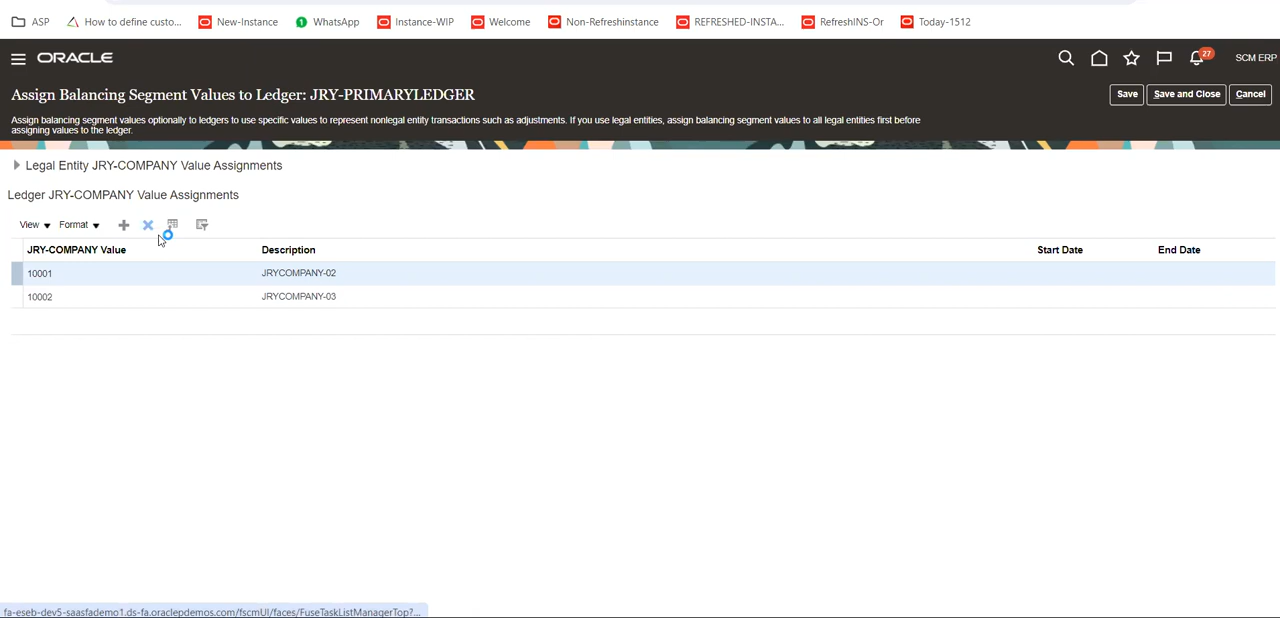 ASP How to define custo... New-Instance WhatsApp Instance-WIP Welcome Non-Refreshinstance REFRESHED-INSTA... RefreshINS-Or Today-1512
ORACLE 27 SCM ERP
Assign Balancing Segment Values to Ledger: JRY-PRIMARYLEDGER Save Save and Close Cancel
Assign balancing segment values optionally to ledgers to use specific values to represent nonlegal entity transactions such as adjustments. If you use legal entities, assign balancing segment values to all legal entities first before
assigning values to the ledger.
Legal Entity JRY-COMPANY Value Assignments
Ledger JRY-COMPANY Value Assignments
View Format
JRY-COMPANY Value Description Start Date End Date
10001 JRYCOMPANY-02
10002 JRYCOMPANY-03
fa-eseb-dev5-saasfademo1.ds-fa.oraclepdemos.com/fscmUI/faces/FuseTaskListManagerTop?...